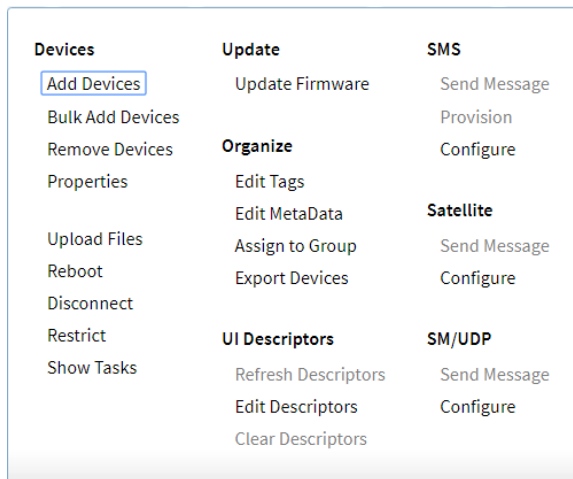 Devices
Add Devices
Bulk Add Devices
Remove Devices
Properties
Upload Files
Reboot
Disconnect
Restrict
Show Tasks
Update
Update Firmware
Organize
Edit Tags
Edit MetaData
Assign to Group
Export Devices
UI Descriptors
Refresh Descriptors
Edit Descriptors
Clear Descriptors
SMS
Send Message
Provision
Configure
Satellite
Send Message
Configure
SM/UDP
Send Message
Configure